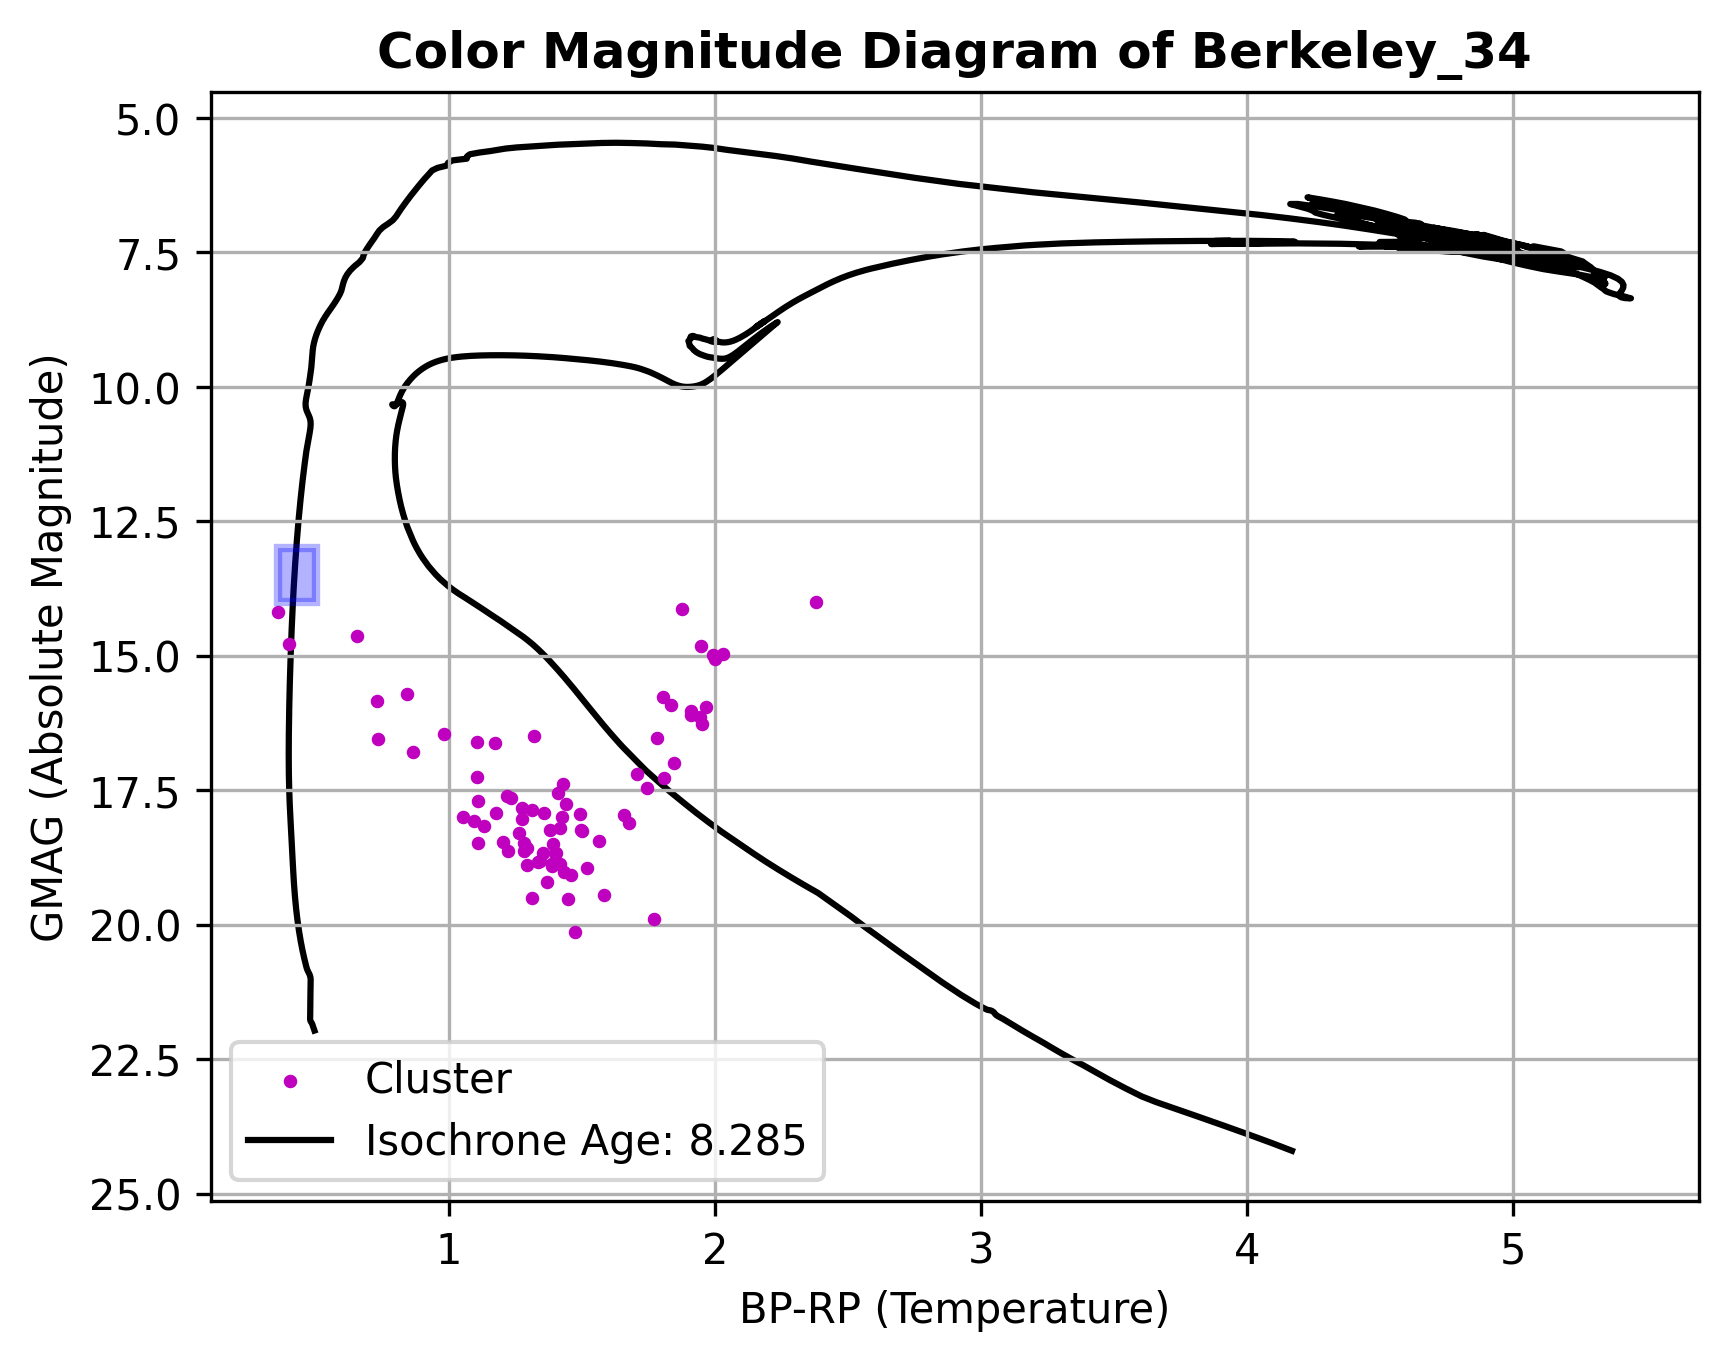 Color Magnitude Diagram of Berkeley_34
GMAG (Absolute Magnitude)
5.0
7.5
10.0
12.5
15.0
17.5
20.0
22.5
25.0
Cluster
Isochrone Age: 8.285
1 2 3 4 5
BP-RP (Temperature)